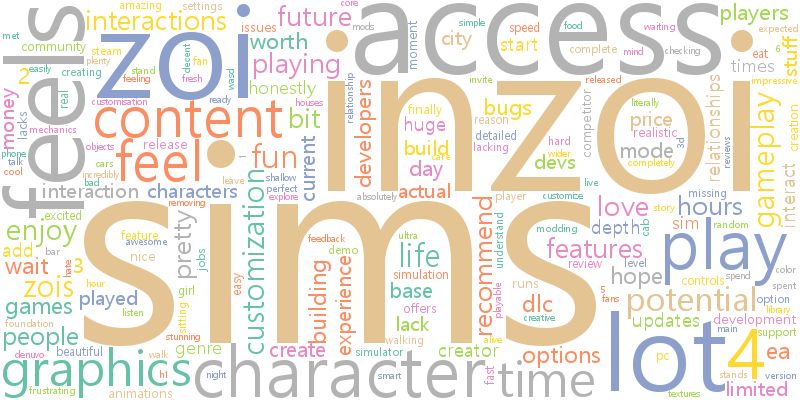 mods
core
met
amazing
settings
simple
food
waiting
expected
community
steam
decent
fan
interactions
issues
future
access
speed
6
players
easily
plenty
stand
feeling
worth
moment
city
start
complete
mind
checking
stuff
2
creating
fresh
wasd
zoi
playing
times
eat
feels
real
customisation
ready
honestly
inzoi
impressive
money
lacks
houses
relationship
invite
released
reason
finally
content
bit
developers
bugs
literally
relationships
creation
mechanics
objects
huge
detailed
competitor
price
3d
reviews
phone
talk
release
feel
fun
current
build
care
lacking
hard
wider
realistic
gameplay
cool
cars
bad
incredibly
1
shallow
perfect
explore
day
devs
mode
completely
interaction
characters
leave
actual
player
live
interact
excited
removing
absolutely
love
customize
story
missing
hours
enjoy
feature
awesome
customization
feedback
demo
ultra
recommend
understand
modding
depth
sim
cab
random
add
bar
nice
pretty
jobs
life
features
play
wait
3
hate
hour
girl
easy
simulation
runs
review
level
controls
color
spend
spent
zois
played
sitting
building
experience
base
offers
playable
dlc
hope
5
fans
potential
option
library
games
listen
sims
creative
updates
development
foundation
stunning
lack
walking
alive
main
support
people
denuvo
beautiful
genre
create
simulator
creator
options
pc
4
ea
graphics
walk
h1
character
fast
time
lot
stands
version
frustrating
animations
night
smart
textures
limited